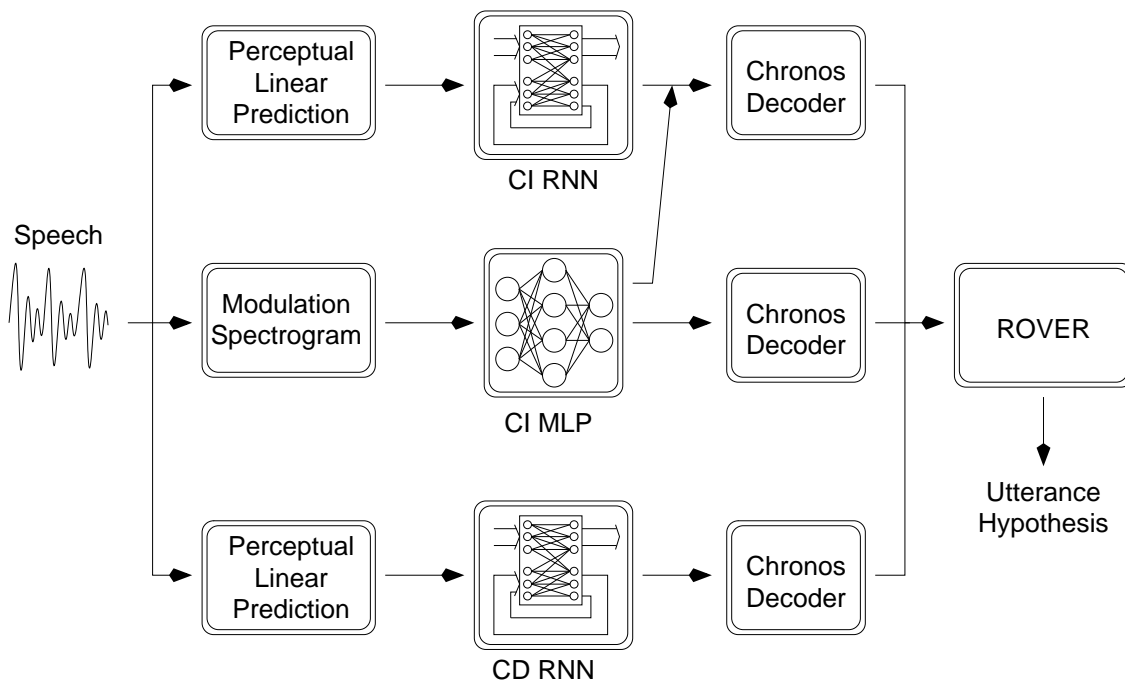 Perceptual
Linear
Prediction
CI RNN
Chronos
Decoder
Speech
Modulation
Spectrogram
CI MLP
Chronos
Decoder
ROVER
Utterance
Hypothesis
Perceptual
Linear
Prediction
CD RNN
Chronos
Decoder